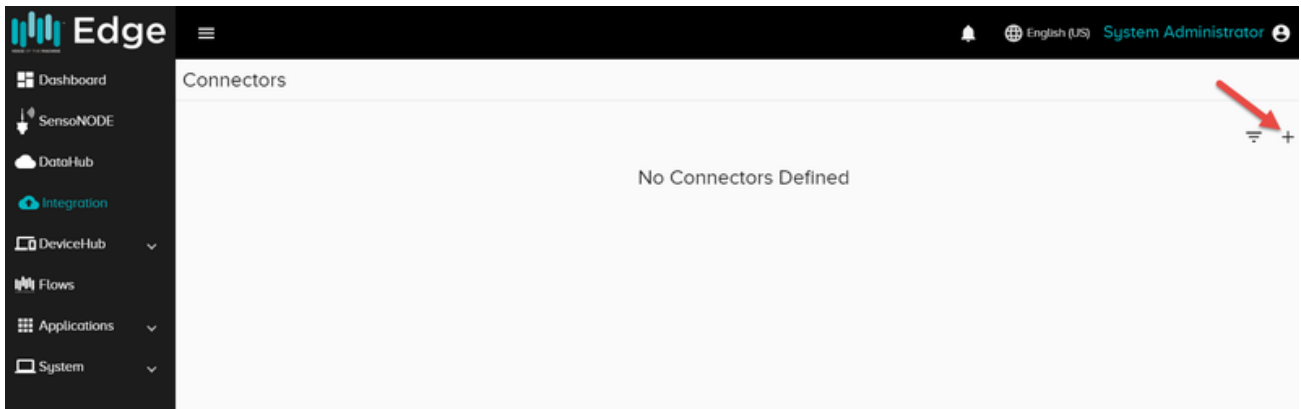 Edge
English (US) System Administrator
Dashboard
Connectors
SensoNODE
DataHub
No Connectors Defined
Integration
DeviceHub
Flows
Applications
System